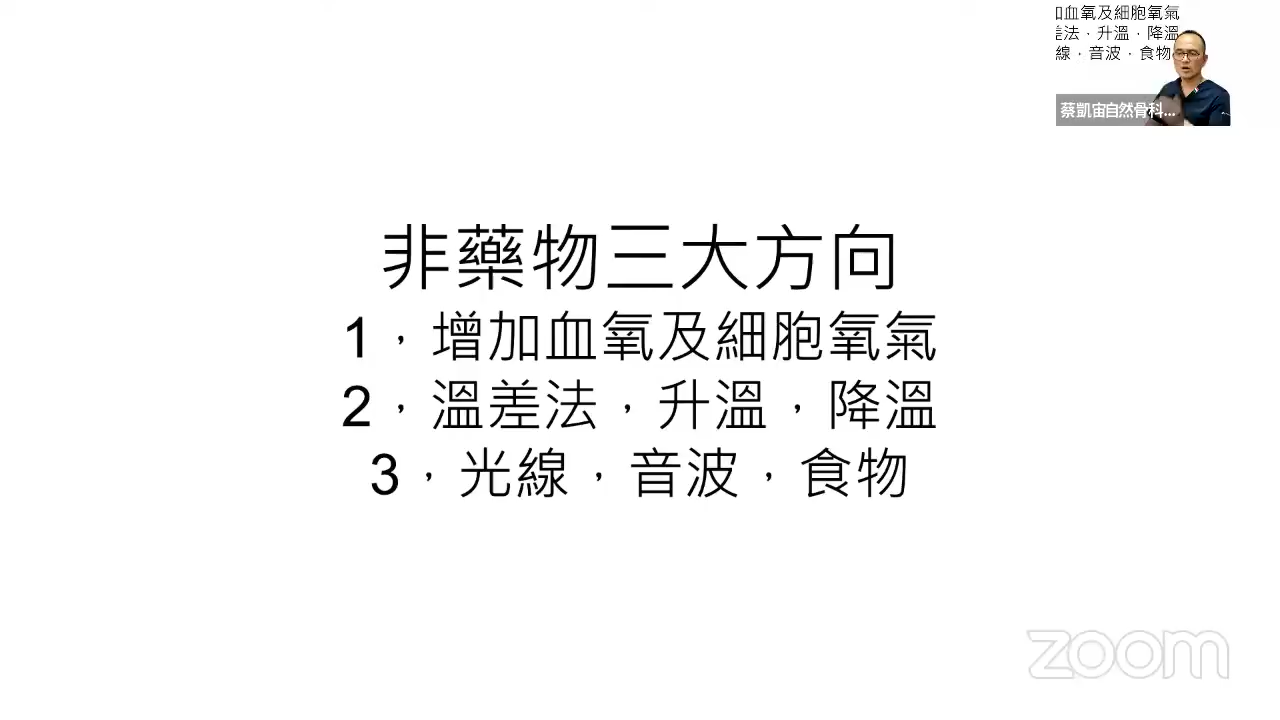 加血氧及細胞氧氣
差法，升溫，降溫
線，音波，食物
蔡凱宙自然骨科...
非藥物三大方向
1，增加血氧及細胞氧氣
2，溫差法，升溫，降溫
3，光線，音波，食物
zoom